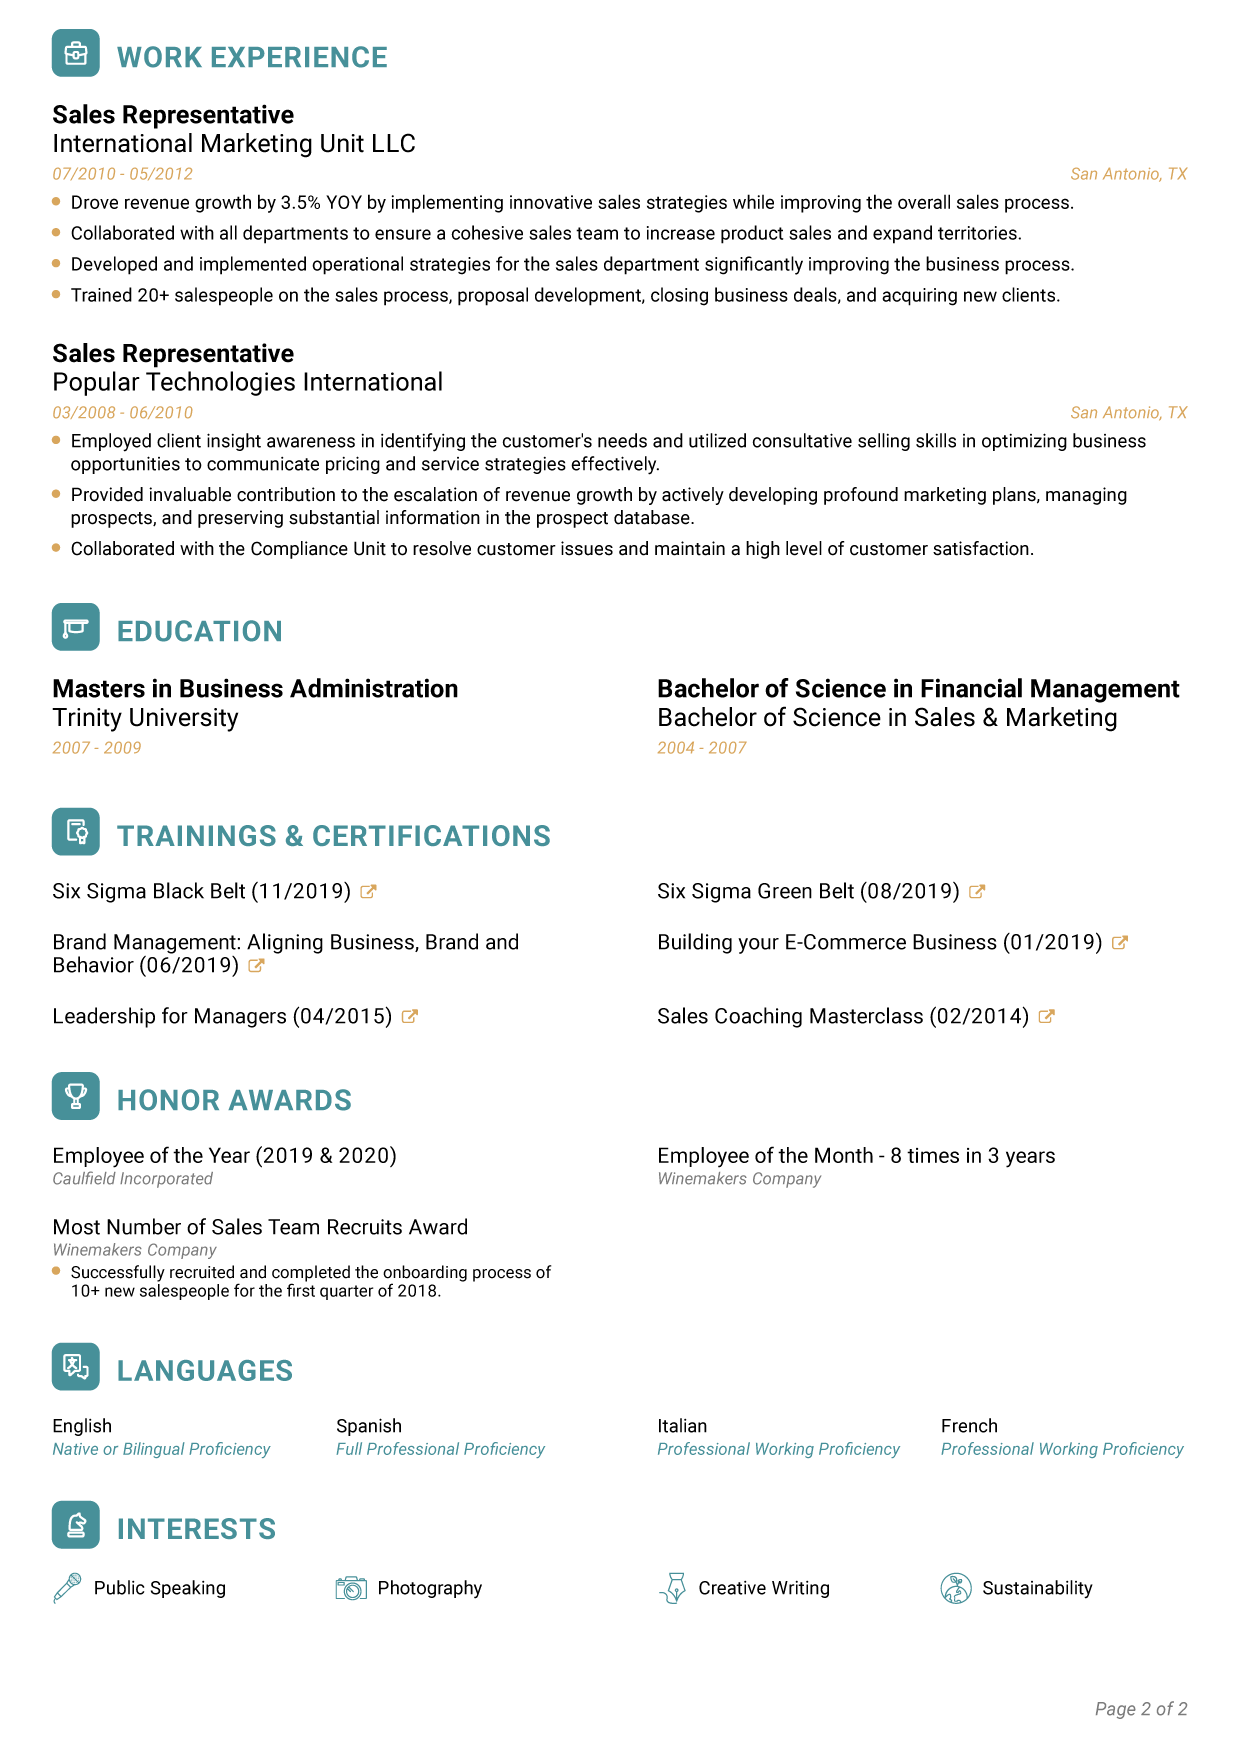 WORK EXPERIENCE
Sales Representative
International Marketing Unit LLC
07/2010 - 05/2012
San Antonio, TX
Drove revenue growth by 3.5% YOY by implementing innovative sales strategies while improving the overall sales process.
Collaborated with all departments to ensure a cohesive sales team to increase product sales and expand territories.
Developed and implemented operational strategies for the sales department significantly improving the business process.
Trained 20+ salespeople on the sales process, proposal development, closing business deals, and acquiring new clients.
Sales Representative
Popular Technologies International
03/2008 - 06/2010
San Antonio, TX
Employed client insight awareness in identifying the customer's needs and utilized consultative selling skills in optimizing business
opportunities to communicate pricing and service strategies effectively.
Provided invaluable contribution to the escalation of revenue growth by actively developing profound marketing plans, managing
prospects, and preserving substantial information in the prospect database.
Collaborated with the Compliance Unit to resolve customer issues and maintain a high level of customer satisfaction.
EDUCATION
Masters in Business Administration
Trinity University
2007 - 2009
Bachelor of Science in Financial Management
Bachelor of Science in Sales & Marketing
2004 - 2007
TRAININGS & CERTIFICATIONS
Six Sigma Black Belt (11/2019)
Six Sigma Green Belt (08/2019)
Brand Management: Aligning Business, Brand and
Behavior (06/2019)
Building your E-Commerce Business (01/2019)
Leadership for Managers (04/2015)
Sales Coaching Masterclass (02/2014)
HONOR AWARDS
Employee of the Year (2019 & 2020)
Caulfield Incorporated
Employee of the Month - 8 times in 3 years
Winemakers Company
Most Number of Sales Team Recruits Award
Winemakers Company
Successfully recruited and completed the onboarding process of
10+ new salespeople for the first quarter of 2018.
LANGUAGES
English
Native or Bilingual Proficiency
Spanish
Full Professional Proficiency
Italian
Professional Working Proficiency
French
Professional Working Proficiency
INTERESTS
Public Speaking
Photography
Creative Writing
Sustainability
Page 2 of 2